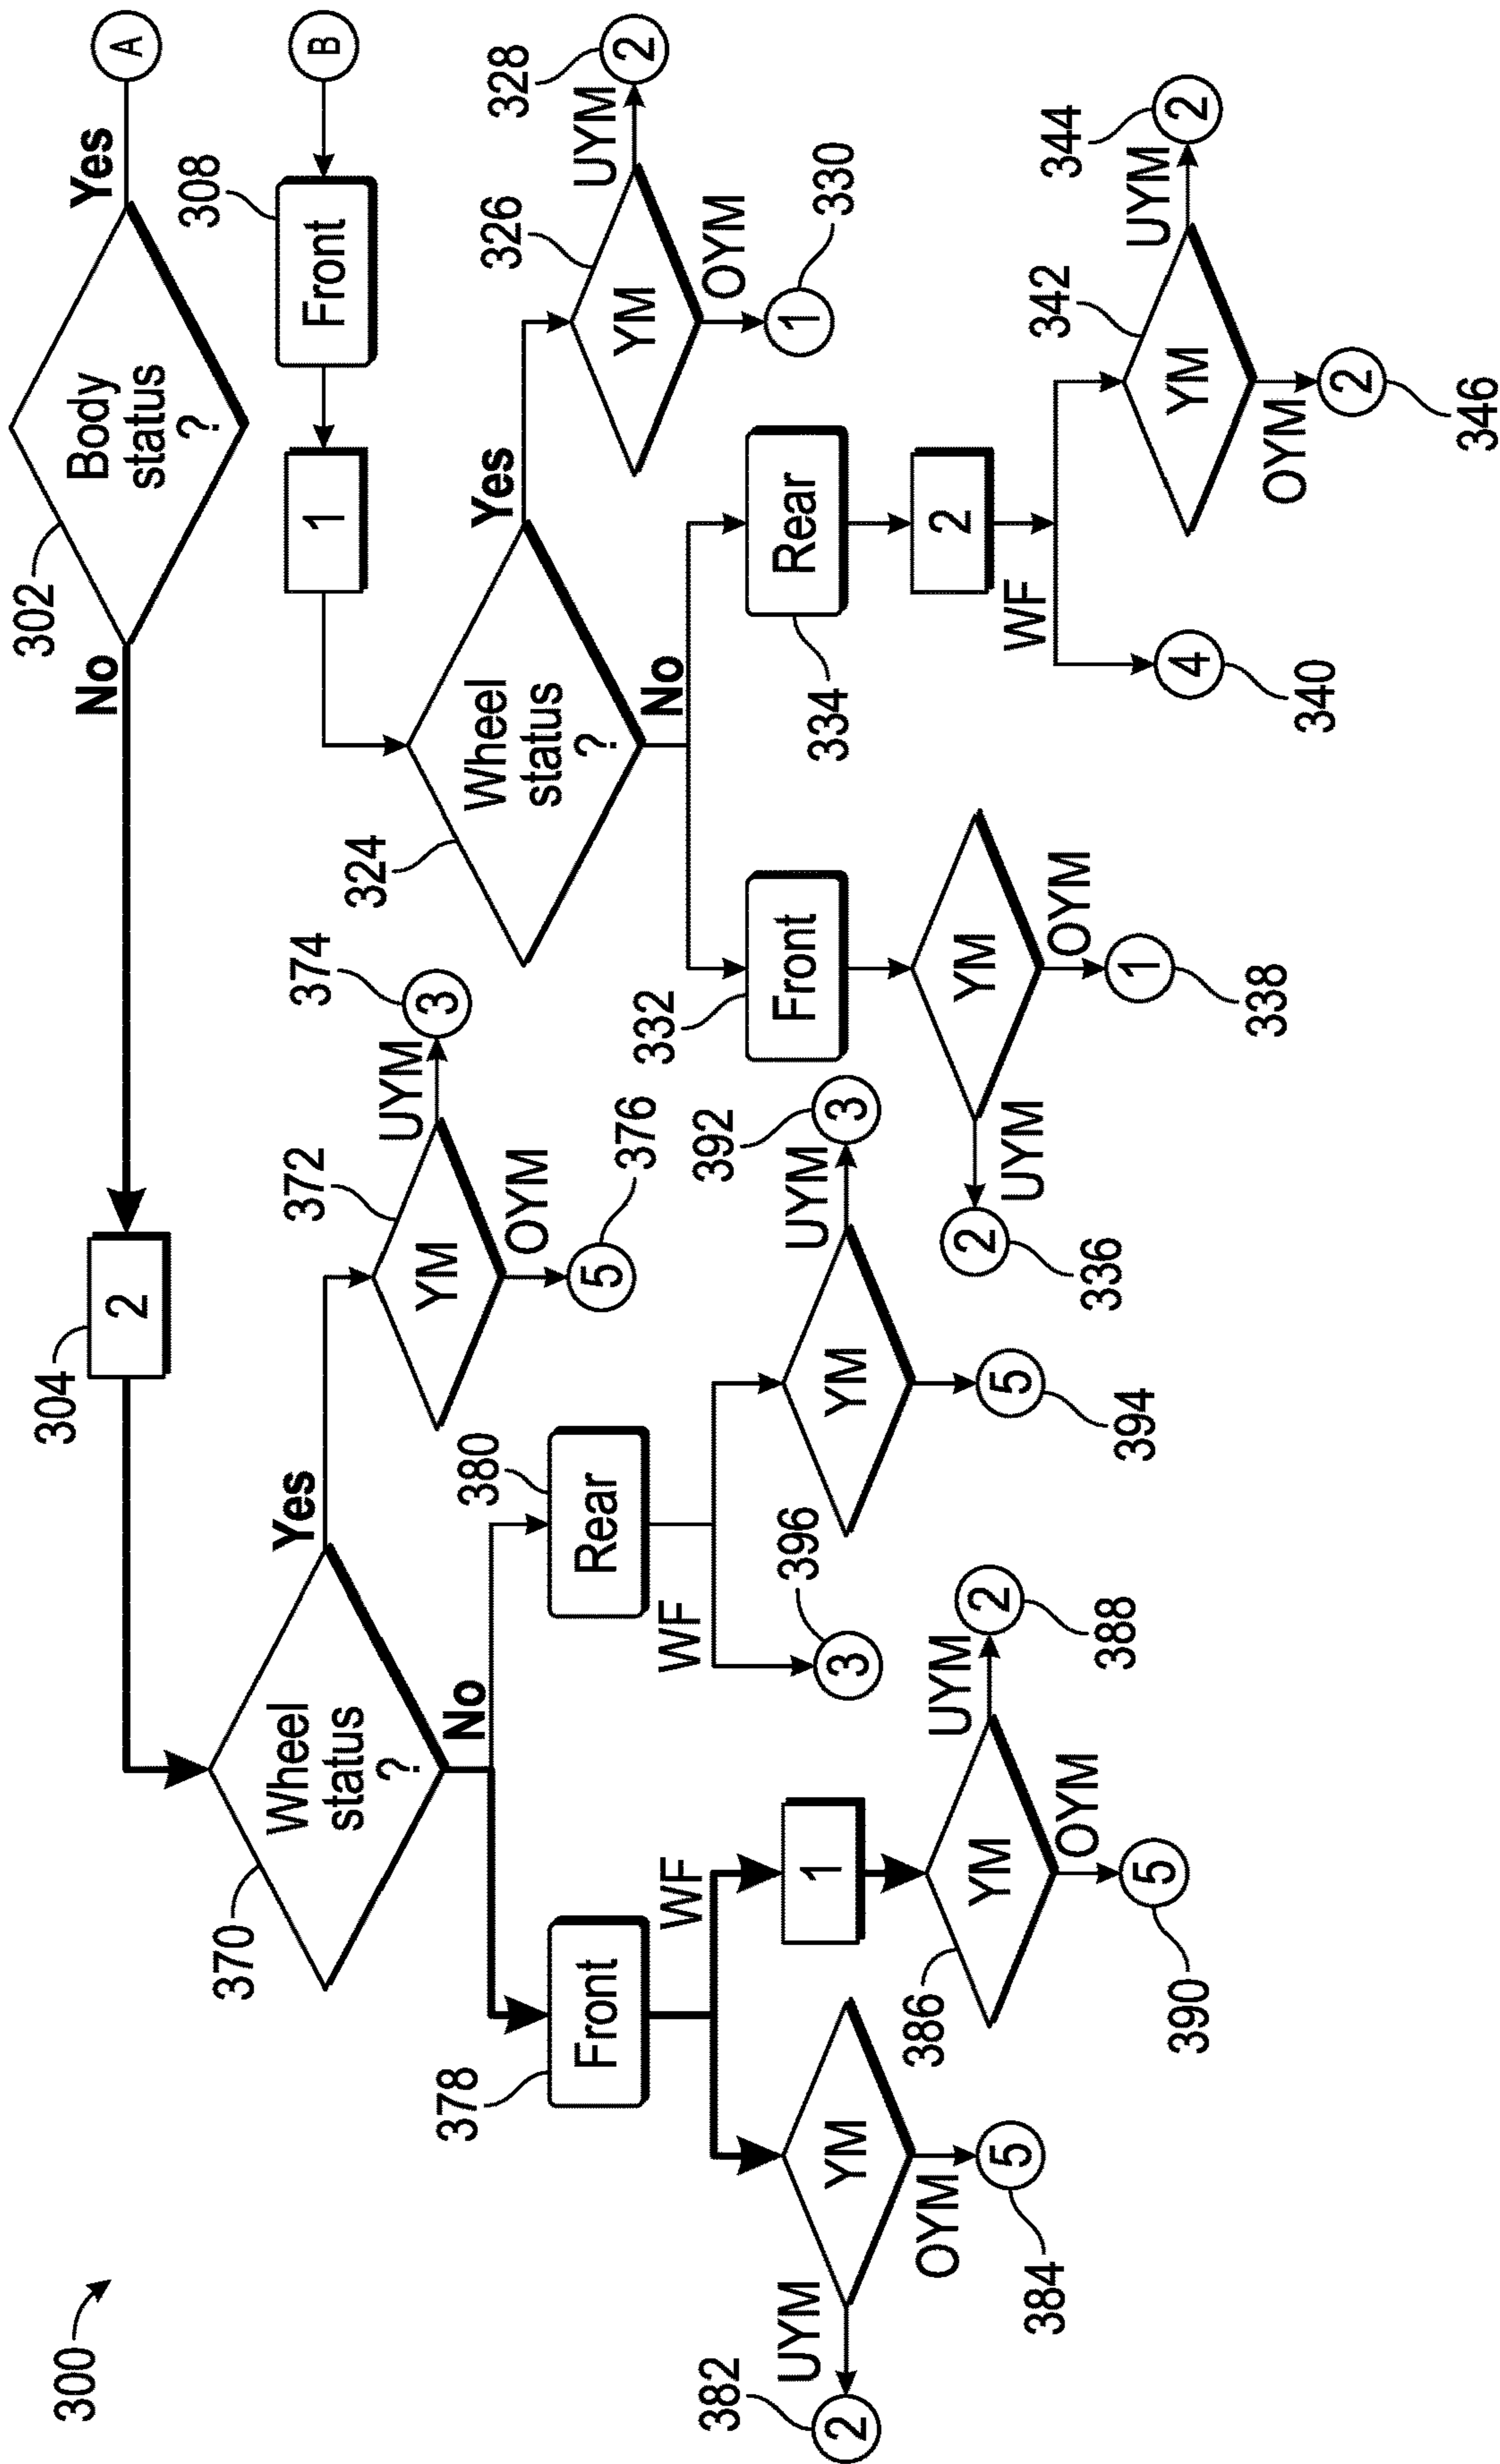 300
302
Body
status
?
Yes
A
No
304
2
B
308
Front
1
370
Wheel
status
?
Yes
No
372
YM
UYM
374
3
OYM
376
5
378
Front
WF
YM
UYM
382
2
OYM
384
5
1
386
YM
UYM
388
2
OYM
390
5
380
Rear
WF
396
3
YM
UYM
392
3
394
5
324
Wheel
status
?
Yes
No
326
YM
UYM
328
2
OYM
330
1
332
Front
YM
UYM
336
2
OYM
338
1
334
Rear
2
WF
340
4
342
YM
UYM
344
2
OYM
346
2